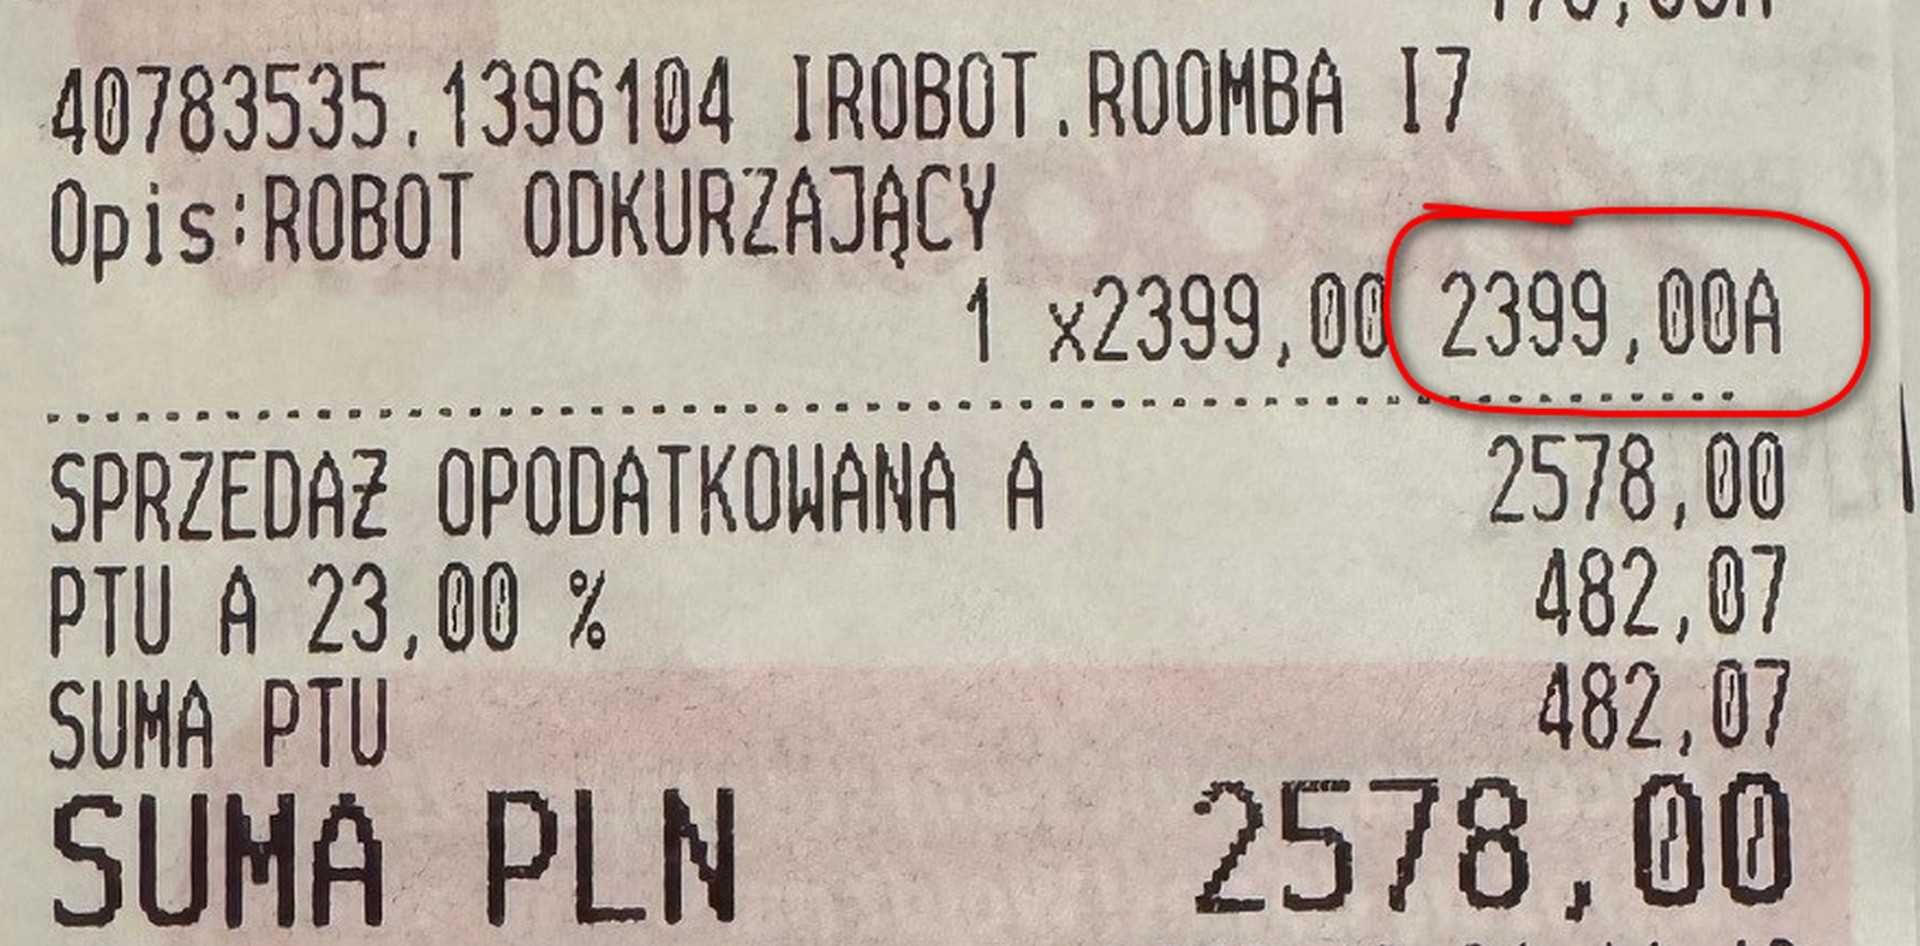 40783535.1396104 IROBOT.ROOMBA I7
Opis:ROBOT ODKURZAJĄCY
1 x2399,00 2399,00A
SPRZEDAŻ OPODATKOWANA A 2578,00
PTU A 23,00 % 482,07
SUMA PTU 482,07
SUMA PLN 2578,00